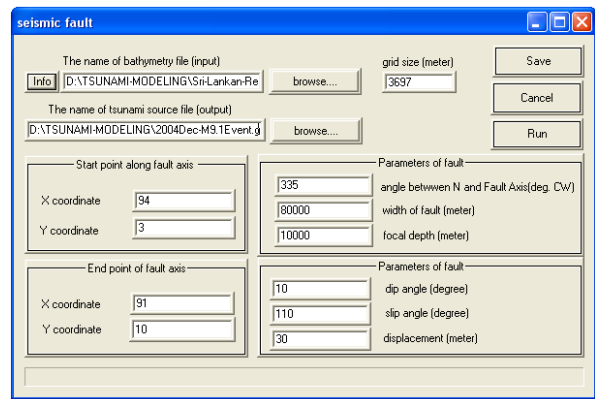 seismic fault
The name of bathymetry file (input)
Info D:\TSUNAMI-MODELING\Sri-Lankan-Re browse....
grid size (meter)
3697
Save
The name of tsunami source file (output)
D:\TSUNAMI-MODELING\2004Dec-M9.1Event.g browse....
Cancel
Run
Start point along fault axis
X coordinate 94
Y coordinate 3
Parameters of fault
335 angle betwwen N and Fault Axis(deg. CW)
80000 width of fault (meter)
10000 focal depth (meter)
End point of fault axis
X coordinate 91
Y coordinate 10
Parameters of fault
10 dip angle (degree)
110 slip angle (degree)
30 displacement (meter)